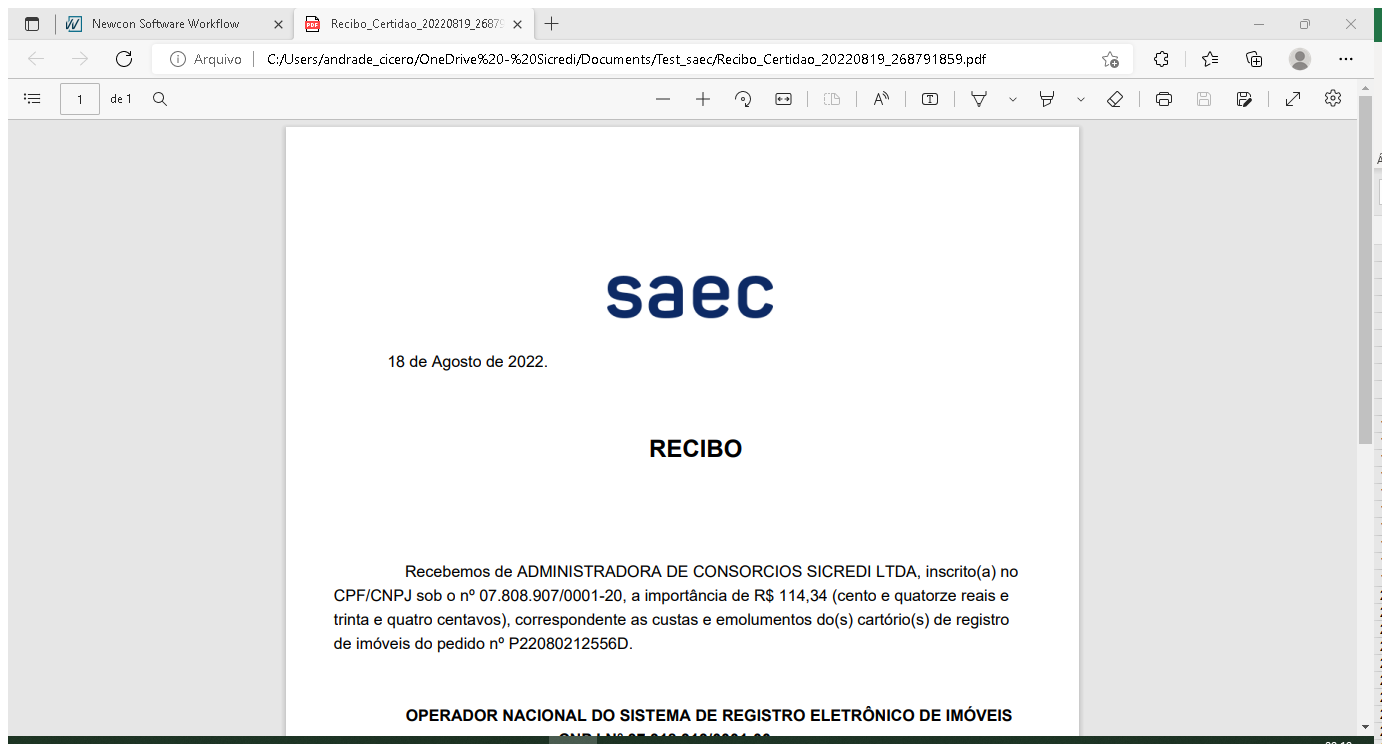 Newcon Software Workflow
Recibo_Certidao_20220819_2687
Arquivo
C:/Users/andrade_cicero/OneDrive%20-%20Sicredi/Documents/Test_saec/Recibo_Certidao_20220819_268791859.pdf
1 de 1
saec
18 de Agosto de 2022.
RECIBO
Recebemos de ADMINISTRADORA DE CONSORCIOS SICREDI LTDA, inscrito(a) no
CPF/CNPJ sob o nº 07.808.907/0001-20, a importância de R$ 114,34 (cento e quatorze reais e
trinta e quatro centavos), correspondente as custas e emolumentos do(s) cartório(s) de registro
de imóveis do pedido nº P22080212556D.
OPERADOR NACIONAL DO SISTEMA DE REGISTRO ELETRÔNICO DE IMÓVEIS